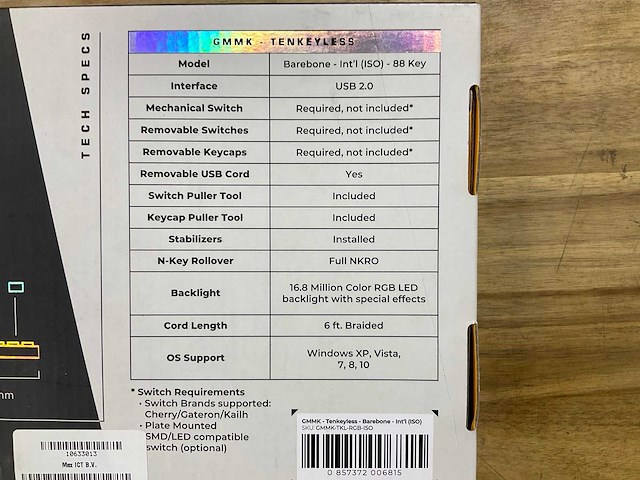 TECH SPECS
GMMK - TENKEYLESS
Model Barebone - Int'l (ISO) - 88 Key
Interface USB 2.0
Mechanical Switch Required, not included*
Removable Switches Required, not included*
Removable Keycaps Required, not included*
Removable USB Cord Yes
Switch Puller Tool Included
Keycap Puller Tool Included
Stabilizers Installed
N-Key Rollover Full NKRO
Backlight 16.8 Million Color RGB LED
backlight with special effects
Cord Length 6 ft. Braided
OS Support Windows XP, Vista,
7, 8, 10
* Switch Requirements
• Switch Brands supported:
Cherry/Gateron/Kailh
• Plate Mounted
SMD/LED compatible
switch (optional)
GMMK - Tenkeyless - Barebone - Int'l (ISO)
SKU: GMMK-TKL-RGB-ISO
0 857372 006815
10633013
Max ICT B.V.